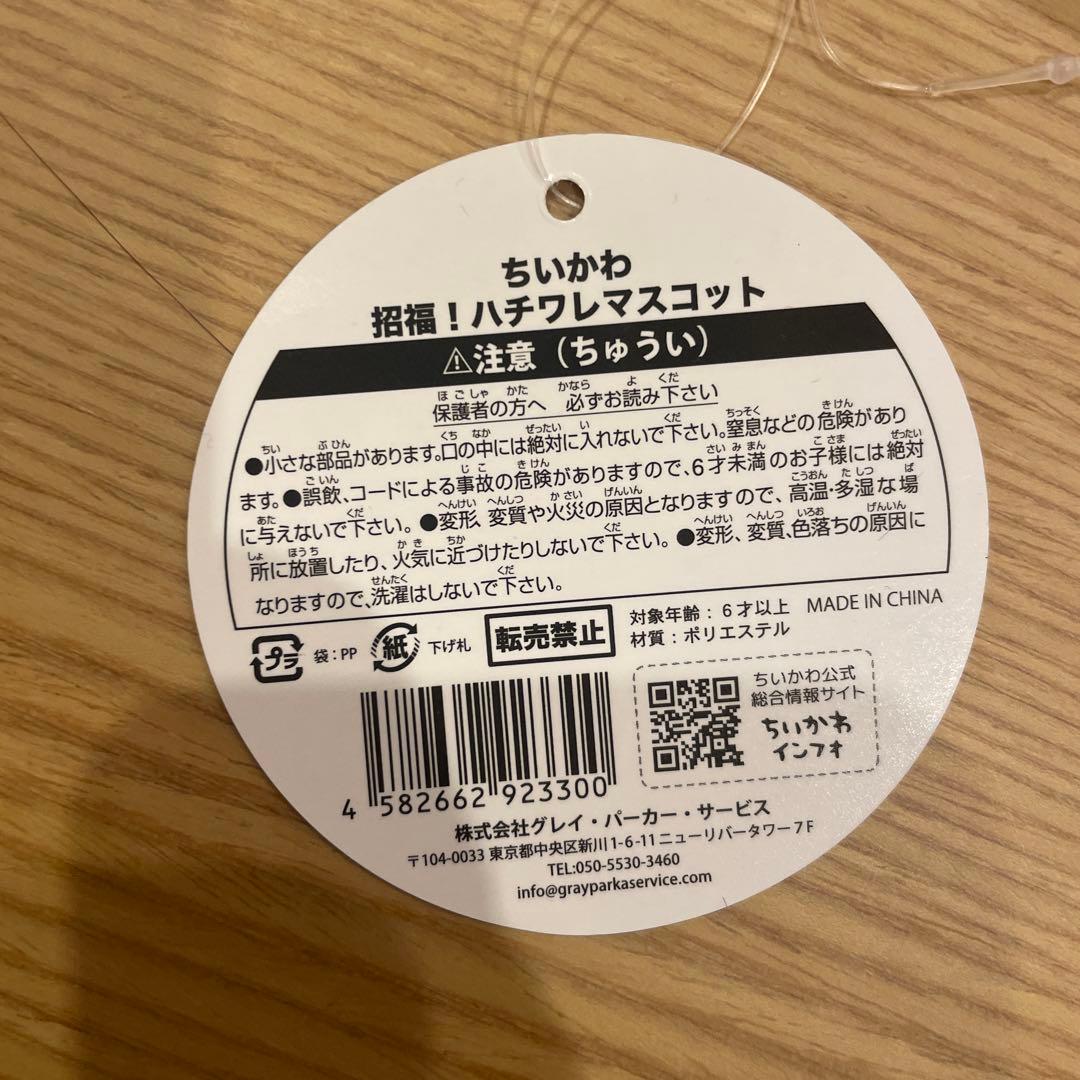 ちいかわ
招福！ハチワレマスコット
⚠注意（ちゅうい）
保護者の方へ 必ずお読み下さい
●小さな部品があります。口の中には絶対に入れないで下さい。窒息などの危険があり
ます。●誤飲、コードによる事故の危険がありますので、6才未満のお子様には絶対
に与えないで下さい。●変形、変質や火災の原因となりますので、高温・多湿な場
所に放置したり、火気に近づけたりしないで下さい。●変形、変質、色落ちの原因に
なりますので、洗濯はしないで下さい。
プラ 袋：PP 紙 下げ札 転売禁止
対象年齢：6才以上 MADE IN CHINA
材質：ポリエステル
ちいかわ公式
総合情報サイト
ちいかわ
インフォ
4 582662 923300
株式会社グレイ・パーカー・サービス
〒104-0033 東京都中央区新川1-6-11ニューリバータワー7F
TEL:050-5530-3460
info@grayparkaservice.com